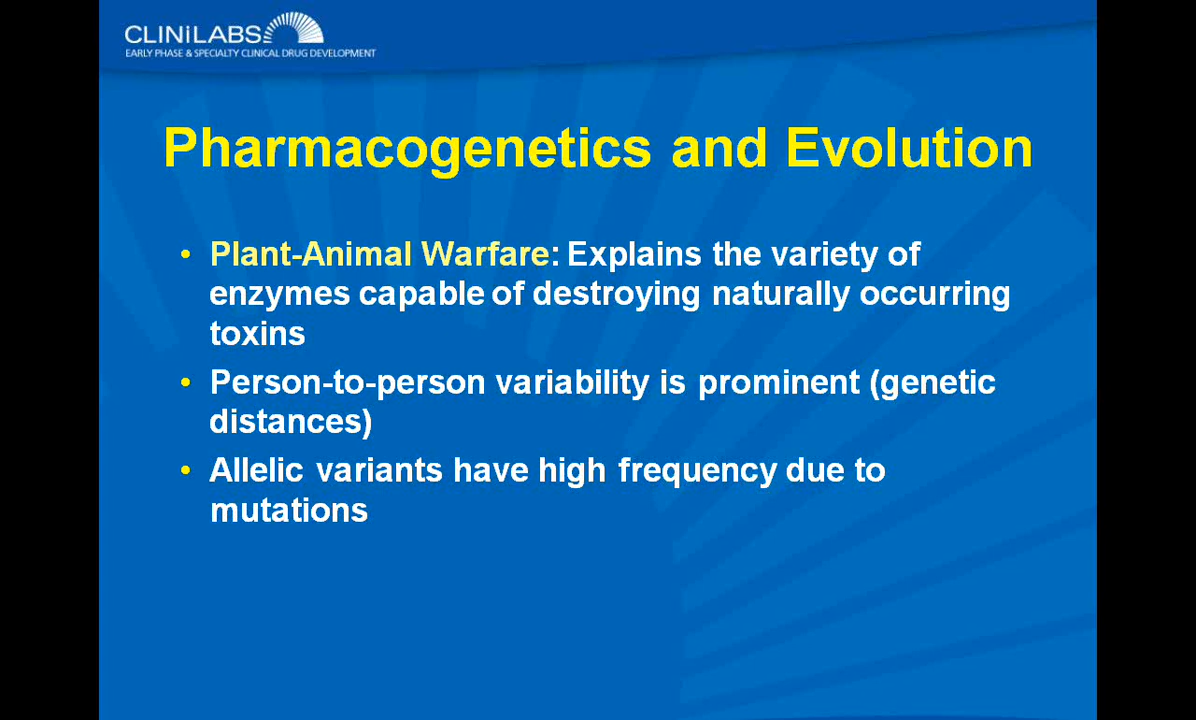 CLINiLABS
EARLY PHASE & SPECIALTY CLINICAL DRUG DEVELOPMENT
Pharmacogenetics and Evolution
• Plant-Animal Warfare: Explains the variety of
enzymes capable of destroying naturally occurring
toxins
• Person-to-person variability is prominent (genetic
distances)
• Allelic variants have high frequency due to
mutations